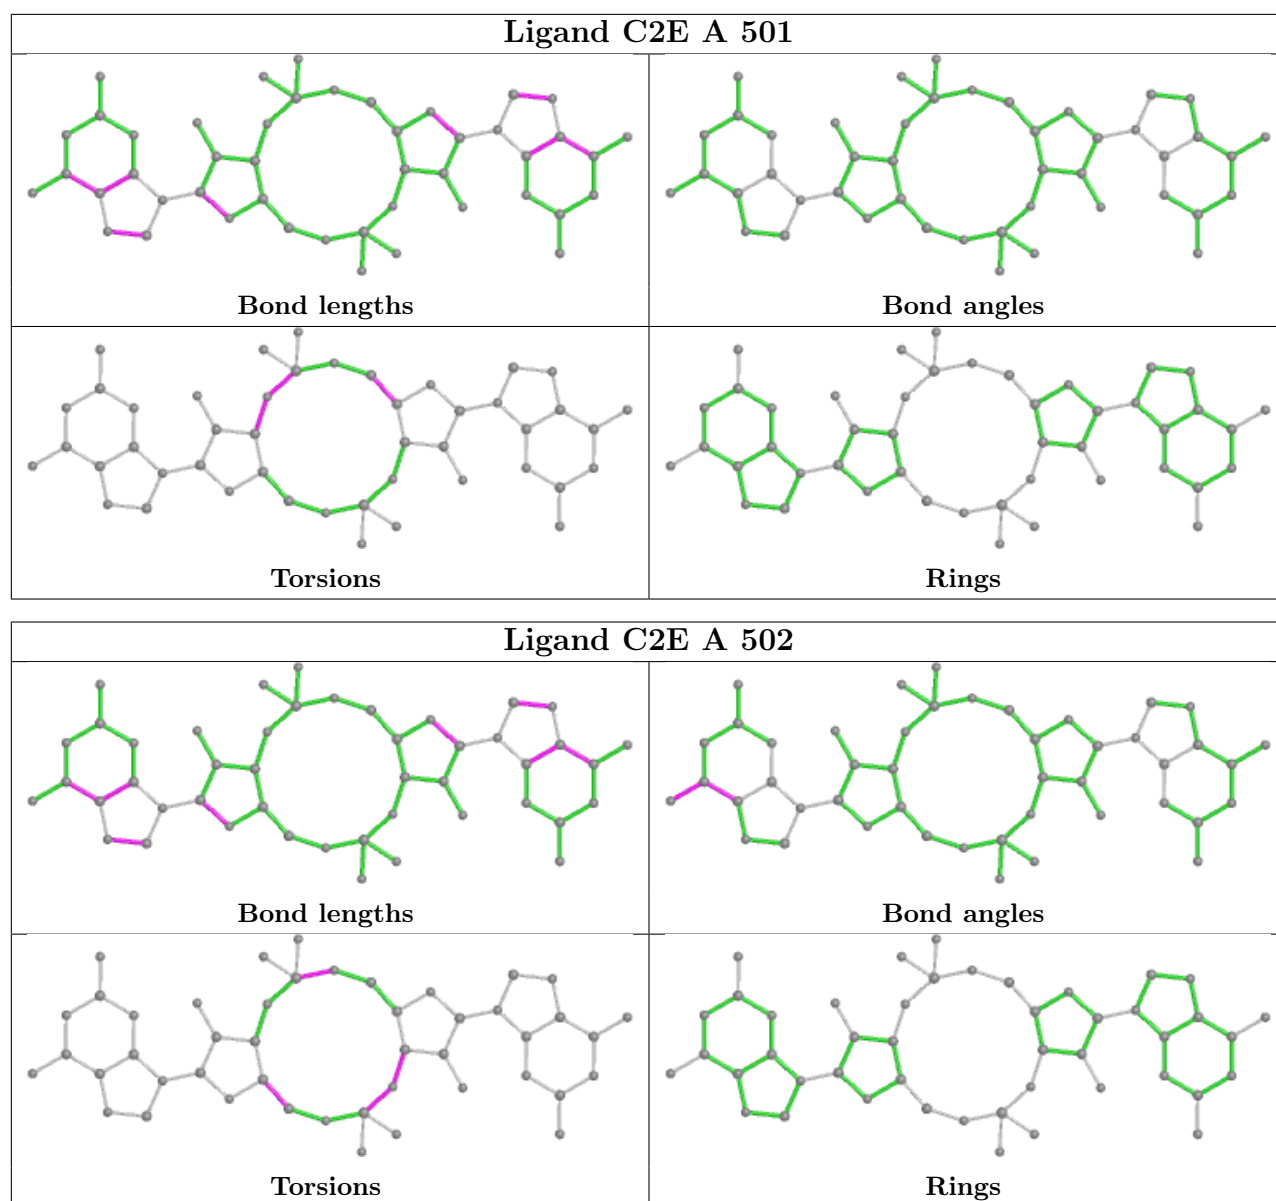 Ligand C2E A 501
Bond lengths
Bond angles
Torsions
Rings
Ligand C2E A 502
Bond lengths
Bond angles
Torsions
Rings